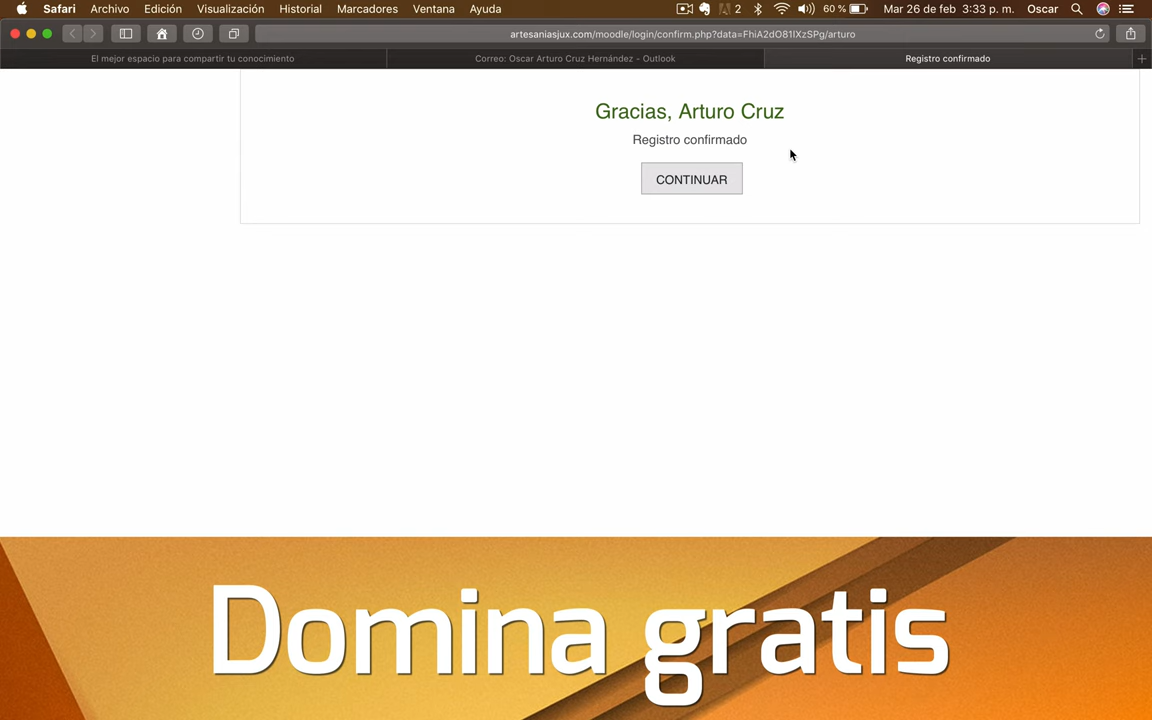 Safari Archivo Edición Visualización Historial Marcadores Ventana Ayuda 2 60 % Mar 26 de feb 3:33 p. m. Oscar
artesaniasjux.com/moodle/login/confirm.php?data=FhiA2dO81lXzSPg/arturo
El mejor espacio para compartir tu conocimiento Correo: Oscar Arturo Cruz Hernández - Outlook Registro confirmado
Gracias, Arturo Cruz
Registro confirmado
CONTINUAR
Domina gratis